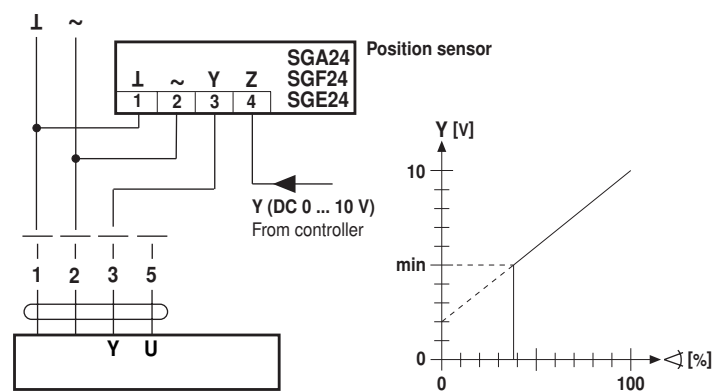 ⊥ ~
SGA24
SGF24
SGE24
Position sensor
⊥ ~ Y Z
1 2 3 4
Y (DC 0 ... 10 V)
From controller
1 2 3 5
Y U
Y [V]
10
min
0
0 100
∢ [%]